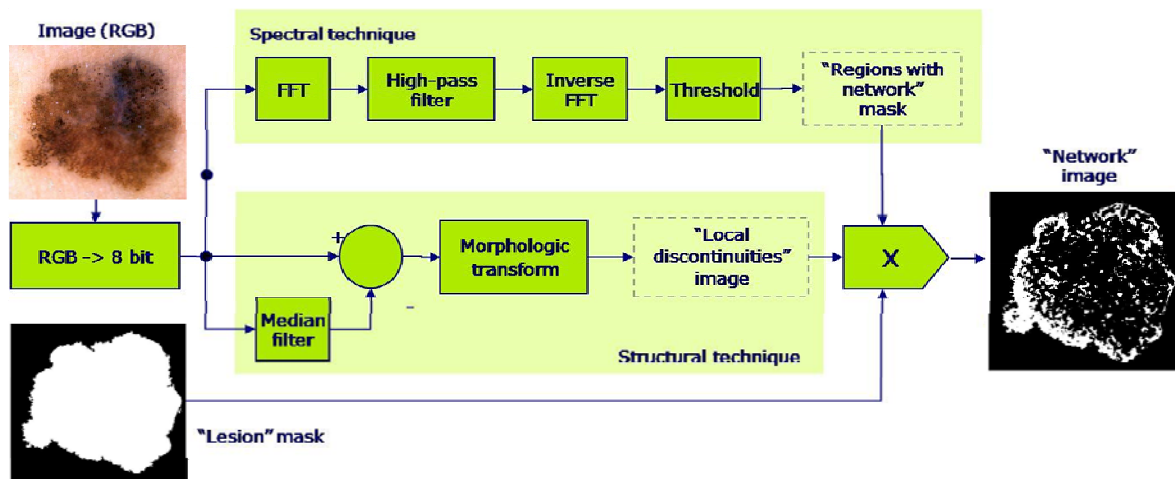 Image (RGB)
Spectral technique
FFT
High-pass
filter
Inverse
FFT
Threshold
“Regions with
network”
mask
“Network”
image
RGB -> 8 bit
+
-
Morphologic
transform
“Local
discontinuities”
image
X
Median
filter
Structural technique
“Lesion” mask